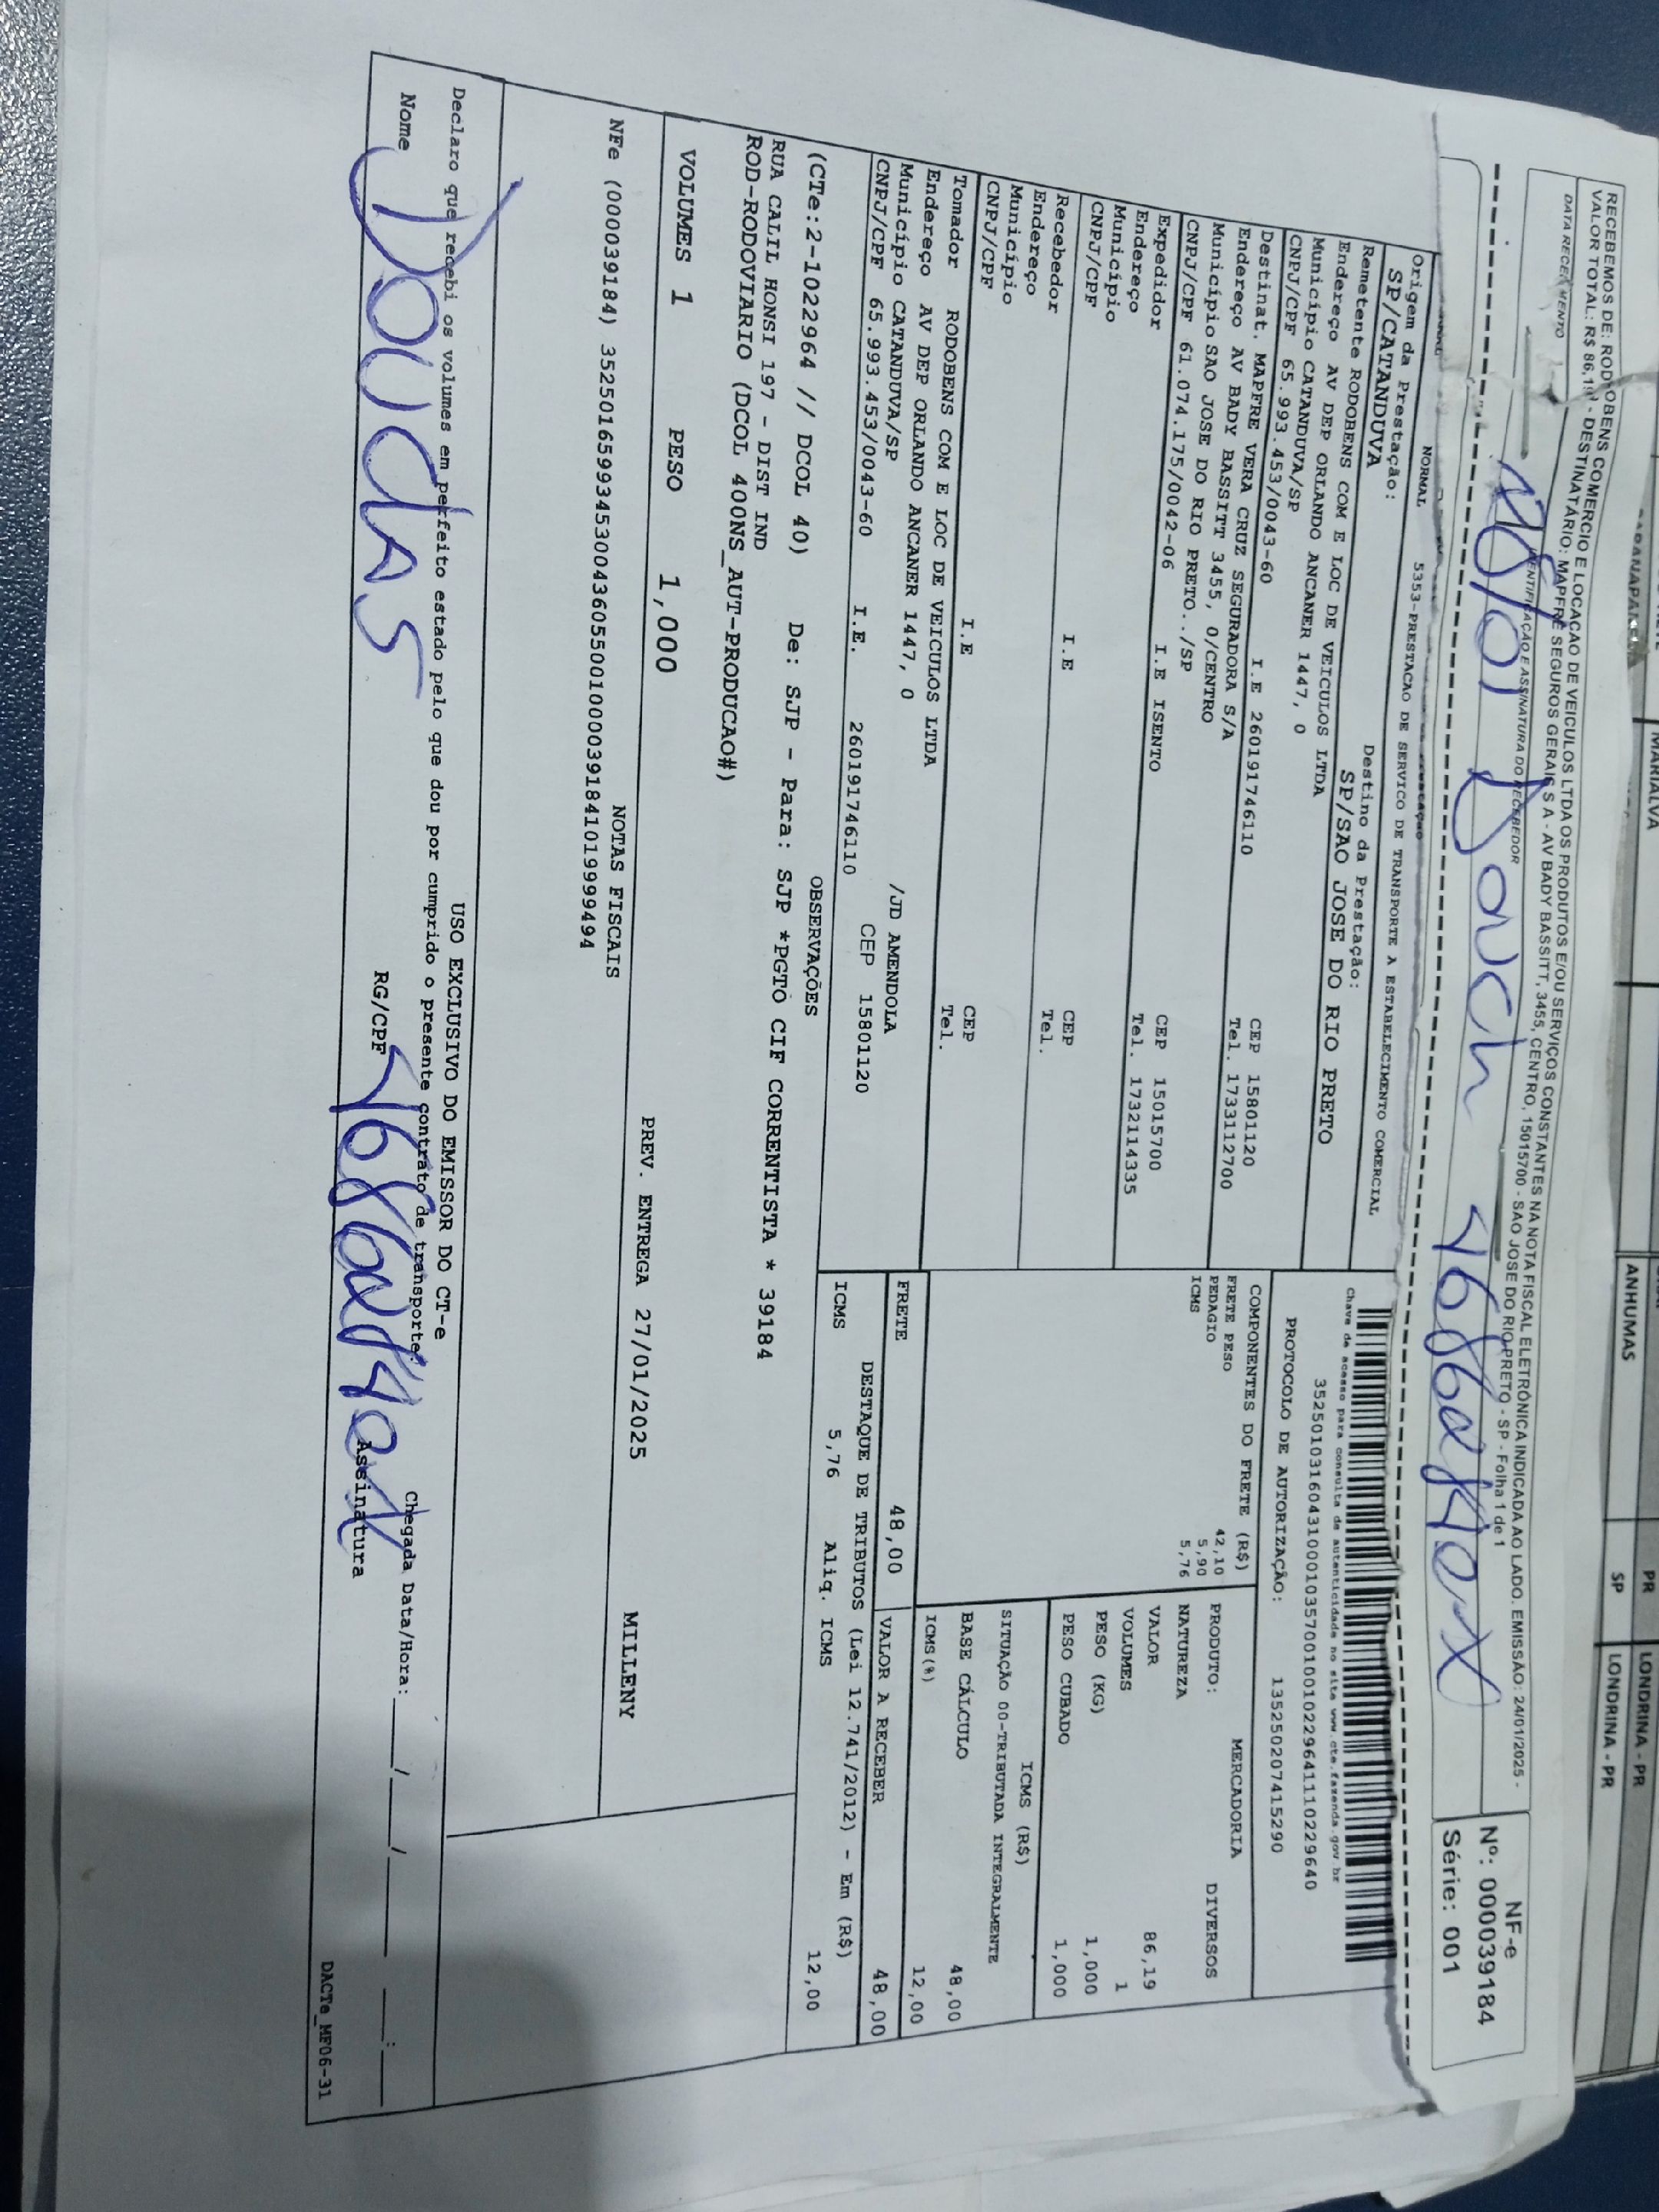 MARIALVA
PR
LONDRINA - PR
ANHUMAS
SP
LONDRINA - PR
RECEBEMOS DE: RODOBENS COMERCIO E LOCACAO DE VEICULOS LTDA OS PRODUTOS E/OU SERVIÇOS CONSTANTES NA NOTA FISCAL ELETRÔNICA INDICADA AO LADO. EMISSÃO: 24/01/2025 -
VALOR TOTAL: R$ 86,19 - DESTINATÁRIO: MAPFRE SEGUROS GERAIS S A - AV BADY BASSITT, 3455, CENTRO, 15015700 - SAO JOSE DO RIO PRETO - SP - Folha 1 de 1
DATA RECEBIMENTO
IDENTIFICAÇÃO E ASSINATURA DO RECEBEDOR
NF-e
Nº: 000039184
Série: 001
NORMAL 5353-PRESTACAO DE SERVICO DE TRANSPORTE A ESTABELECIMENTO COMERCIAL
Origem da Prestação:
SP/CATANDUVA
Destino da Prestação:
SP/SAO JOSE DO RIO PRETO
Remetente RODOBENS COM E LOC DE VEICULOS LTDA
Endereço AV DEP ORLANDO ANCANER 1447, 0
Município CATANDUVA/SP CEP 15801120
CNPJ/CPF 65.993.453/0043-60 I.E 260191746110 Tel. 1733112700
Destinat. MAPFRE VERA CRUZ SEGURADORA S/A
Endereço AV BADY BASSITT 3455, 0/CENTRO
Município SAO JOSE DO RIO PRETO../SP CEP 15015700
CNPJ/CPF 61.074.175/0042-06 I.E ISENTO Tel. 1732114335
Expedidor
Endereço
Município CEP
CNPJ/CPF I.E Tel.
Recebedor
Endereço
Município CEP
CNPJ/CPF I.E Tel.
Tomador RODOBENS COM E LOC DE VEICULOS LTDA
Endereço AV DEP ORLANDO ANCANER 1447, 0 /JD AMENDOLA
Município CATANDUVA/SP CEP 15801120
CNPJ/CPF 65.993.453/0043-60 I.E. 260191746110
Chave de acesso para consulta de autenticidade no site www.cte.fazenda.gov.br
35250103160431000103570010010229641110229640
PROTOCOLO DE AUTORIZAÇÃO: 135250207415290
COMPONENTES DO FRETE (R$)
FRETE PESO 42,10
PEDAGIO 5,90
ICMS 5,76
MERCADORIA
PRODUTO: DIVERSOS
NATUREZA
VALOR 86,19
VOLUMES 1
PESO (KG) 1,000
PESO CUBADO 1,000
ICMS (R$)
SITUAÇÃO 00-TRIBUTADA INTEGRALMENTE
BASE CÁLCULO 48,00
ICMS(%) 12,00
FRETE 48,00
VALOR A RECEBER 48,00
DESTAQUE DE TRIBUTOS (Lei 12.741/2012) - Em (R$)
ICMS 5,76 Aliq. ICMS 12,00
OBSERVAÇÕES
(CTe:2-1022964 // DCOL 40) De: SJP - Para: SJP *PGTO CIF CORRENTISTA * 39184
RUA CALIL HONSI 197 - DIST IND
ROD-RODOVIARIO (DCOL 400NS_AUT-PRODUCAO#)
VOLUMES 1 PESO 1,000 PREV. ENTREGA 27/01/2025 MILLENY
NOTAS FISCAIS
NFe (000039184) 35250165993453004360550010000391841019999494
USO EXCLUSIVO DO EMISSOR DO CT-e
Declaro que recebi os volumes em perfeito estado pelo que dou por cumprido o presente contrato de transporte. Chegada Data/Hora: ___/___/___ ___:___
Nome RG/CPF Assinatura
DACTe_MF06-31